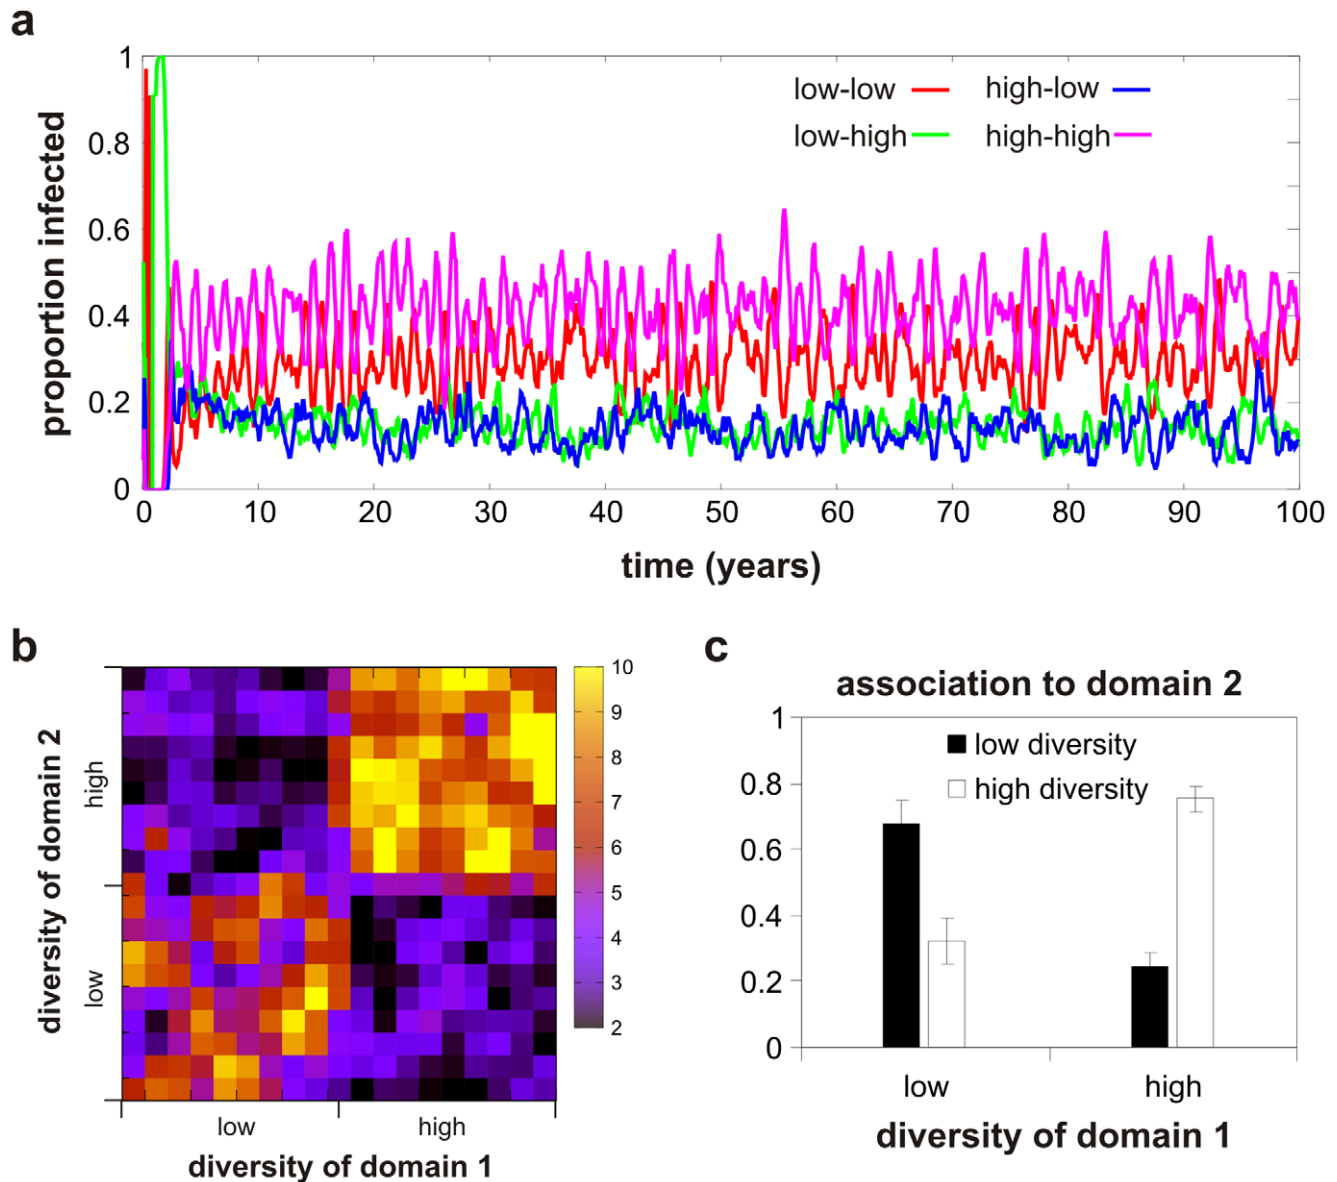 a
proportion infected
1
0.8
0.6
0.4
0.2
0
low-low
high-low
low-high
high-high
0 10 20 30 40 50 60 70 80 90 100
time (years)
b
diversity of domain 2
high
low
10
9
8
7
6
5
4
3
2
low high
diversity of domain 1
c
association to domain 2
1
0.8
0.6
0.4
0.2
0
low diversity
high diversity
low high
diversity of domain 1